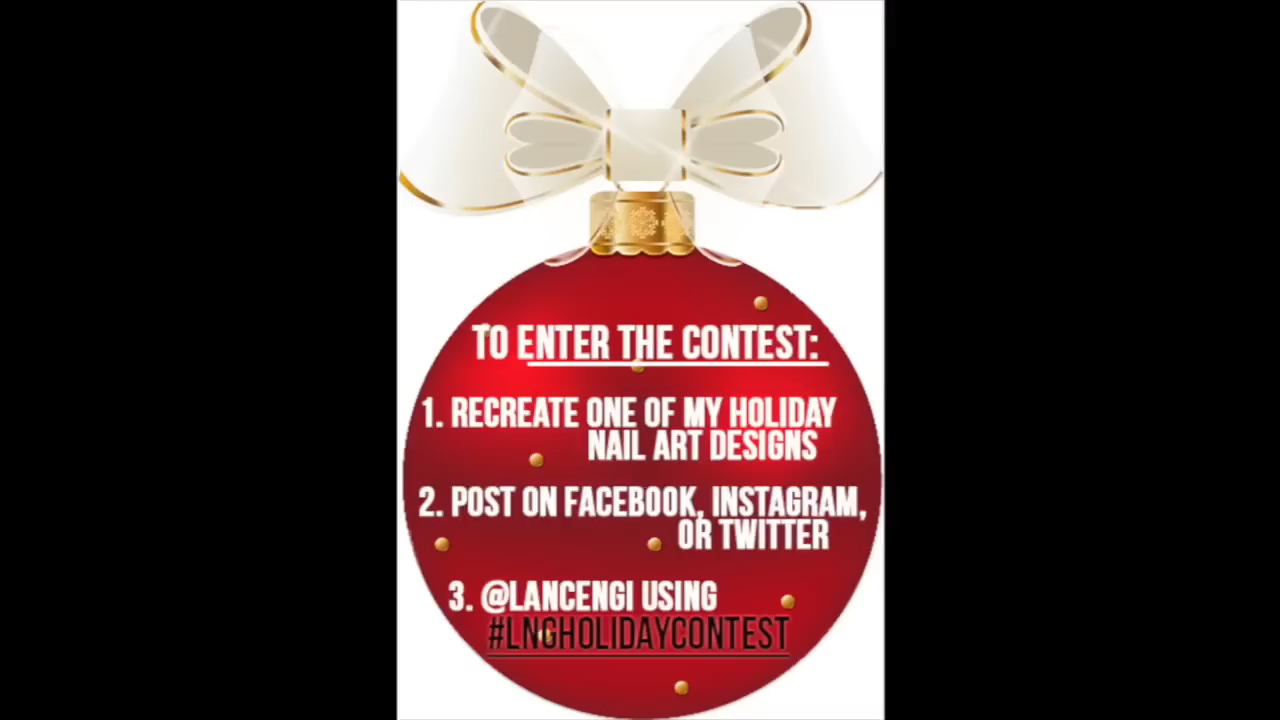 TO ENTER THE CONTEST:
1. RECREATE ONE OF MY HOLIDAY
NAIL ART DESIGNS
2. POST ON FACEBOOK, INSTAGRAM,
OR TWITTER
3. @LANCENGI USING
#LNGHOLIDAYCONTEST